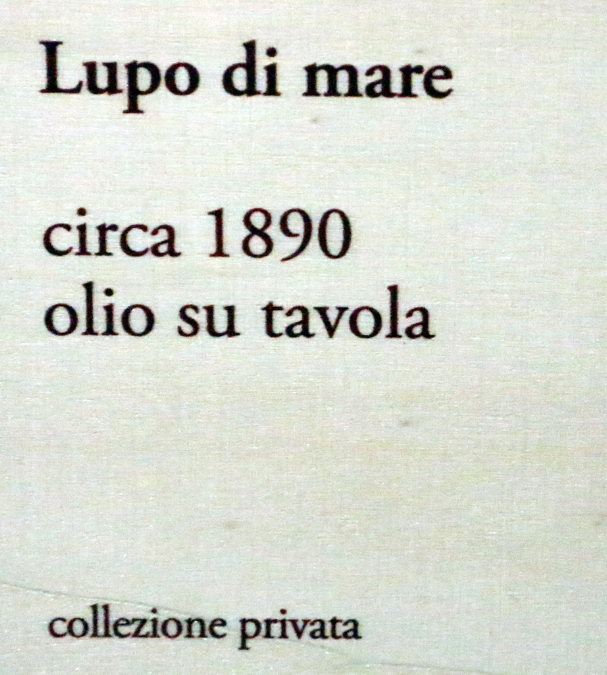 Lupo di mare
circa 1890
olio su tavola
collezione privata